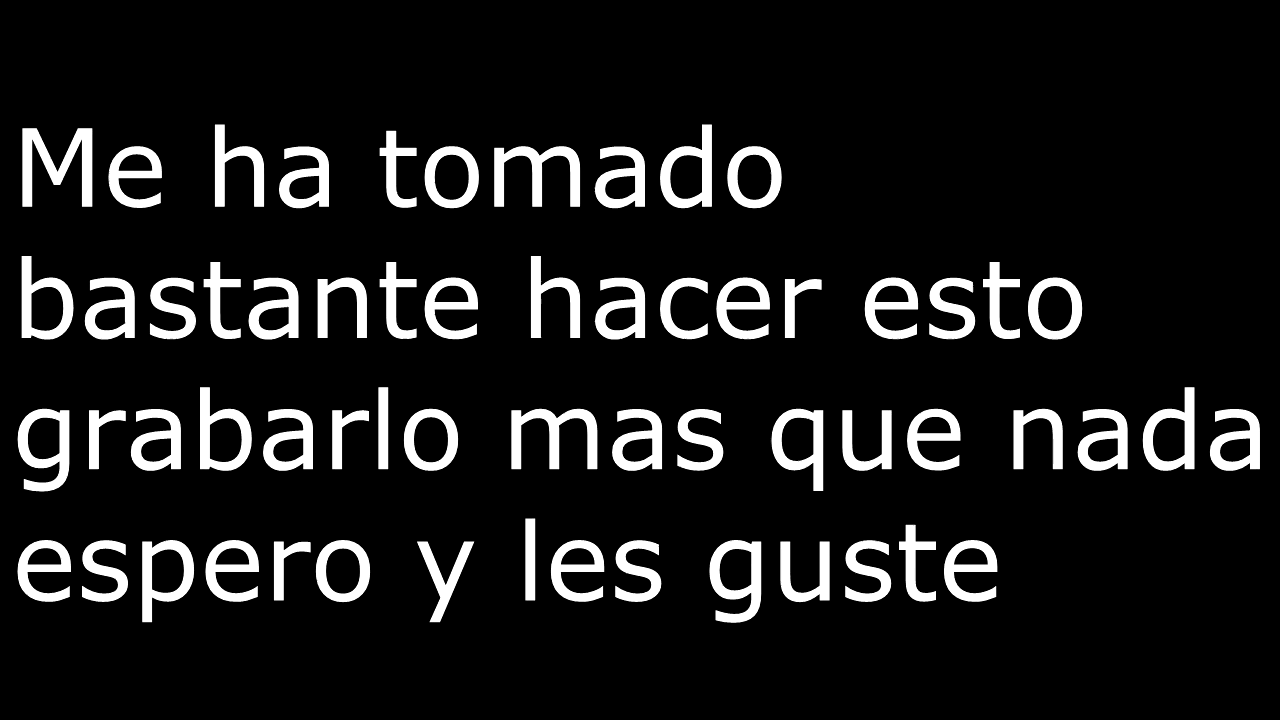 Me ha tomado
bastante hacer esto
grabarlo mas que nada
espero y les guste